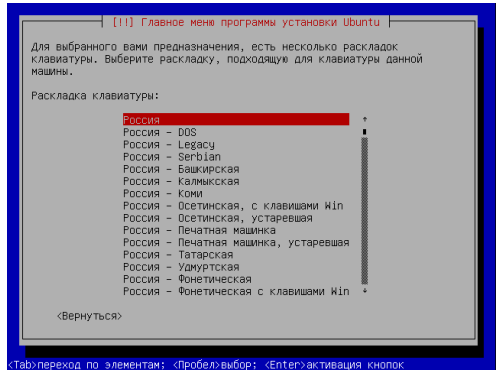 [!!] Главное меню программы установки Ubuntu
Для выбранного вами предназначения, есть несколько раскладок
клавиатуры. Выберите раскладку, подходящую для клавиатуры данной
машины.
Раскладка клавиатуры:
Россия
Россия – DOS
Россия – Legacy
Россия – Serbian
Россия – Башкирская
Россия – Калмыкская
Россия – Коми
Россия – Осетинская, с клавишами Win
Россия – Осетинская, устаревшая
Россия – Печатная машинка
Россия – Печатная машинка, устаревшая
Россия – Татарская
Россия – Удмуртская
Россия – Фонетическая
Россия – Фонетическая с клавишами Win
<Вернуться>
<Tab>переход по элементам; <Пробел>выбор; <Enter>активация кнопок